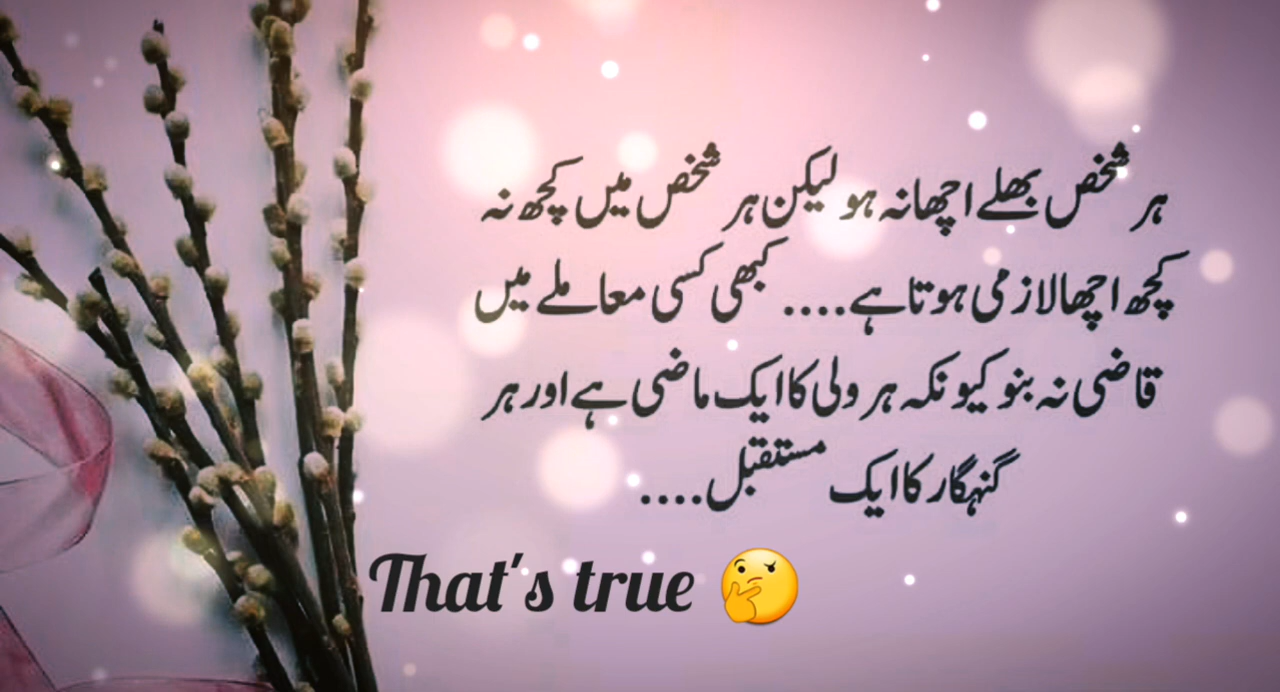 ہر شخص بھلے اچھا نہ ہو لیکن ہر شخص میں کچھ نہ
کچھ اچھا لازمی ہوتا ہے.... کبھی کسی معاملے میں
قاضی نہ بنو کیونکہ ہر ولی کا ایک ماضی ہے اور ہر
گنہگار کا ایک مستقبل....
That's true 🤔